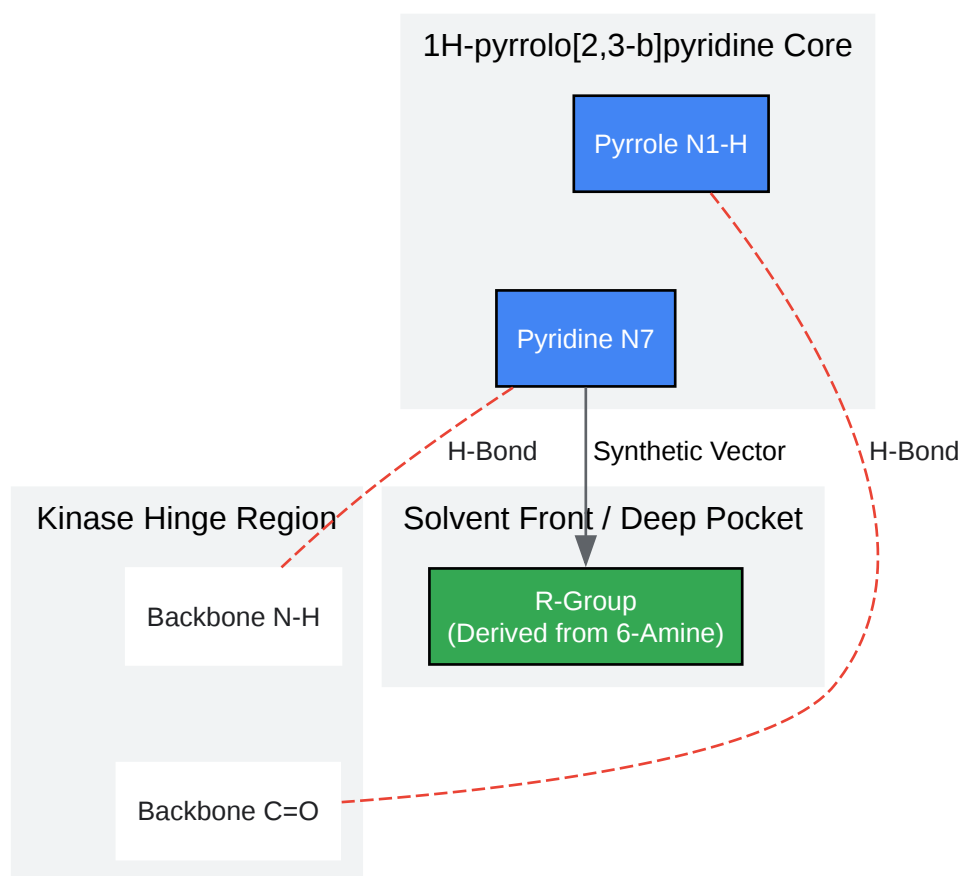 1H-pyrrolo[2,3-b]pyridine Core
Pyrrole N1-H
Pyridine N7
H-Bond
Synthetic Vector
H-Bond
Kinase Hinge Region
Solvent Front / Deep Pocket
Backbone N-H
R-Group
(Derived from 6-Amine)
Backbone C=O